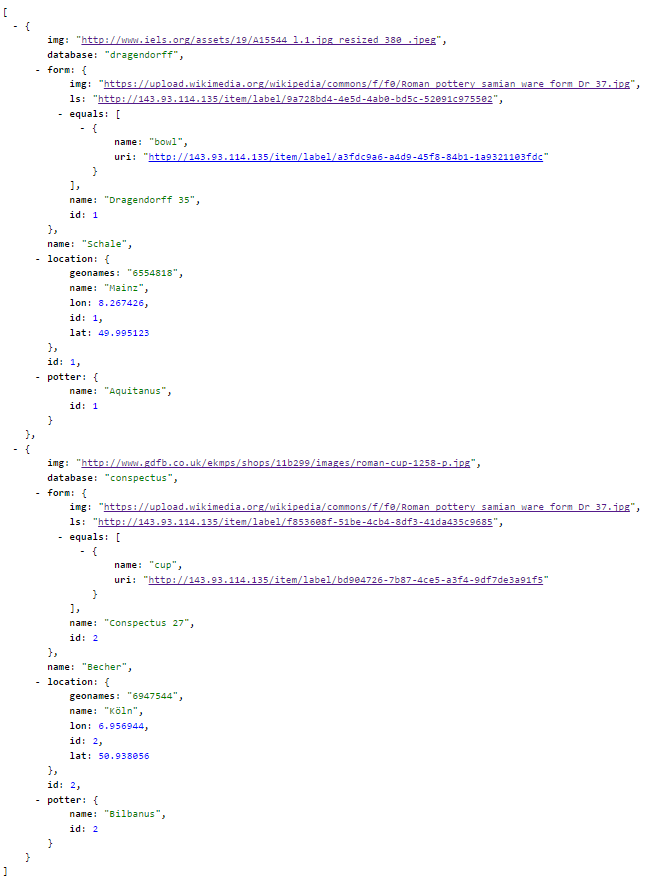 [
- {
img: "http://www.iels.org/assets/19/A15544_l.1.jpg_resized_380_.jpeg",
database: "dragendorff",
- form: {
img: "https://upload.wikimedia.org/wikipedia/commons/f/f0/Roman_pottery_samian_ware_form_Dr_37.jpg",
ls: "http://143.93.114.135/item/label/9a728bd4-4e5d-4ab0-bd5c-52091c975502",
- equals: [
- {
name: "bowl",
uri: "http://143.93.114.135/item/label/a3fdc9a6-a4d9-45f8-84b1-1a9321103fdc"
}
],
name: "Dragendorff 35",
id: 1
},
name: "Schale",
- location: {
geonames: "6554818",
name: "Mainz",
lon: 8.267426,
id: 1,
lat: 49.995123
},
id: 1,
- potter: {
name: "Aquitanus",
id: 1
}
},
- {
img: "http://www.gdfb.co.uk/ekmps/shops/11b299/images/roman-cup-1258-p.jpg",
database: "conspectus",
- form: {
img: "https://upload.wikimedia.org/wikipedia/commons/f/f0/Roman_pottery_samian_ware_form_Dr_37.jpg",
ls: "http://143.93.114.135/item/label/f853608f-51be-4cb4-8df3-41da435c9685",
- equals: [
- {
name: "cup",
uri: "http://143.93.114.135/item/label/bd904726-7b87-4ce5-a3f4-9df7de3a91f5"
}
],
name: "Conspectus 27",
id: 2
},
name: "Becher",
- location: {
geonames: "6947544",
name: "Köln",
lon: 6.956944,
id: 2,
lat: 50.938056
},
id: 2,
- potter: {
name: "Bilbanus",
id: 2
}
}
]